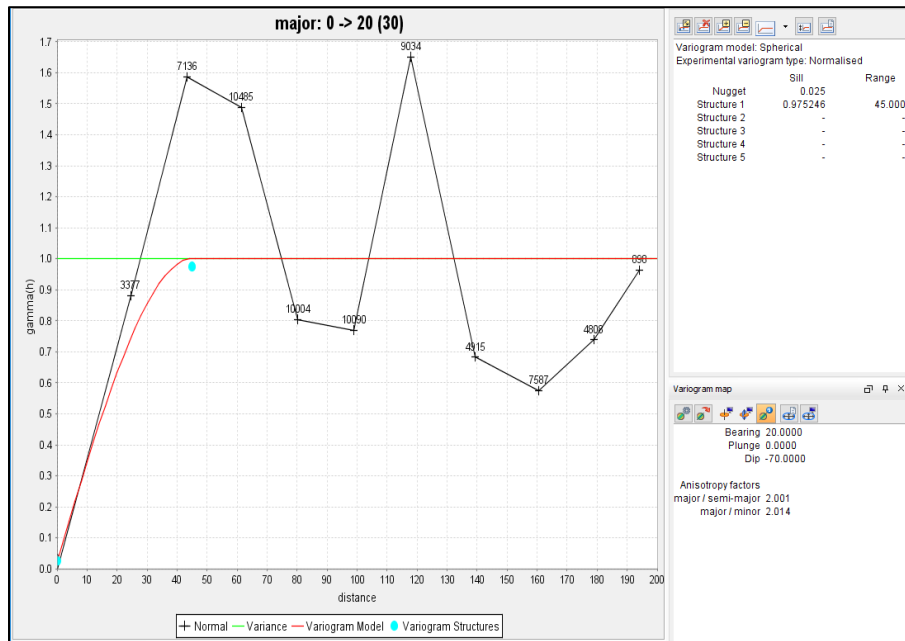 major: 0 -> 20 (30)
gamma(h)
1.7
1.6
1.5
1.4
1.3
1.2
1.1
1.0
0.9
0.8
0.7
0.6
0.5
0.4
0.3
0.2
0.1
0.0
3377
7136
10485
10004
10090
9034
4915
7587
4808
898
0 10 20 30 40 50 60 70 80 90 100 110 120 130 140 150 160 170 180 190 200
distance
Normal Variance Variogram Model Variogram Structures
Variogram model: Spherical
Experimental variogram type: Normalised
Sill Range
Nugget 0.025
Structure 1 0.975246 45.000
Structure 2 - -
Structure 3 - -
Structure 4 - -
Structure 5 - -
Variogram map
Bearing 20.0000
Plunge 0.0000
Dip -70.0000
Anisotropy factors
major / semi-major 2.001
major / minor 2.014